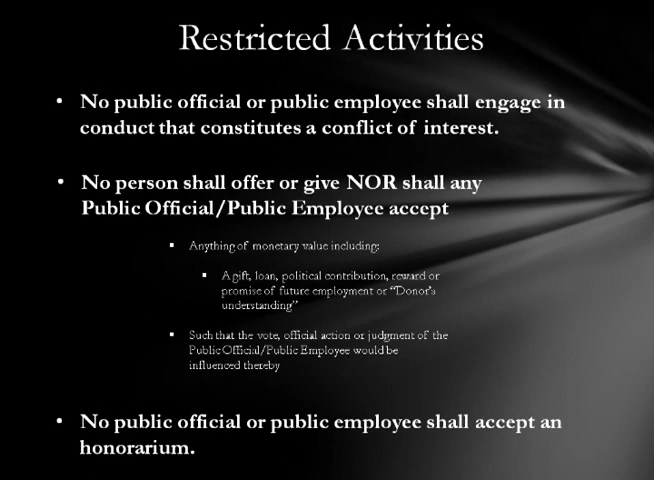 Restricted Activities
• No public official or public employee shall engage in
conduct that constitutes a conflict of interest.
• No person shall offer or give NOR shall any
Public Official/Public Employee accept
▪ Anything of monetary value including:
▪ A gift, loan, political contribution, reward or
promise of future employment or “Donor’s
understanding”
▪ Such that the vote, official action or judgment of the
Public Official/Public Employee would be
influenced thereby
• No public official or public employee shall accept an
honorarium.